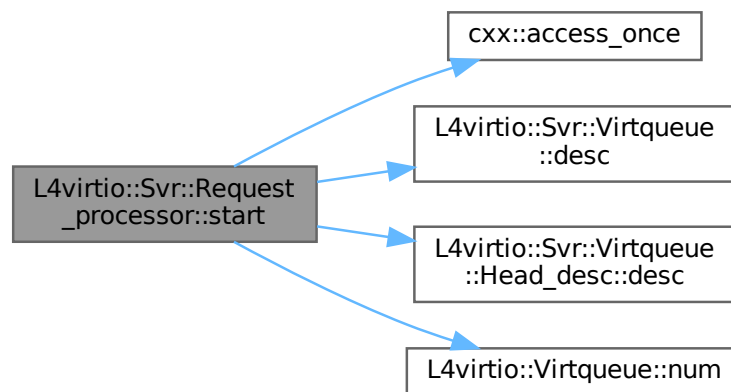 cxx::access_once
L4virtio::Svr::Virtqueue
::desc
L4virtio::Svr::Request
_processor::start
L4virtio::Svr::Virtqueue
::Head_desc::desc
L4virtio::Virtqueue::num